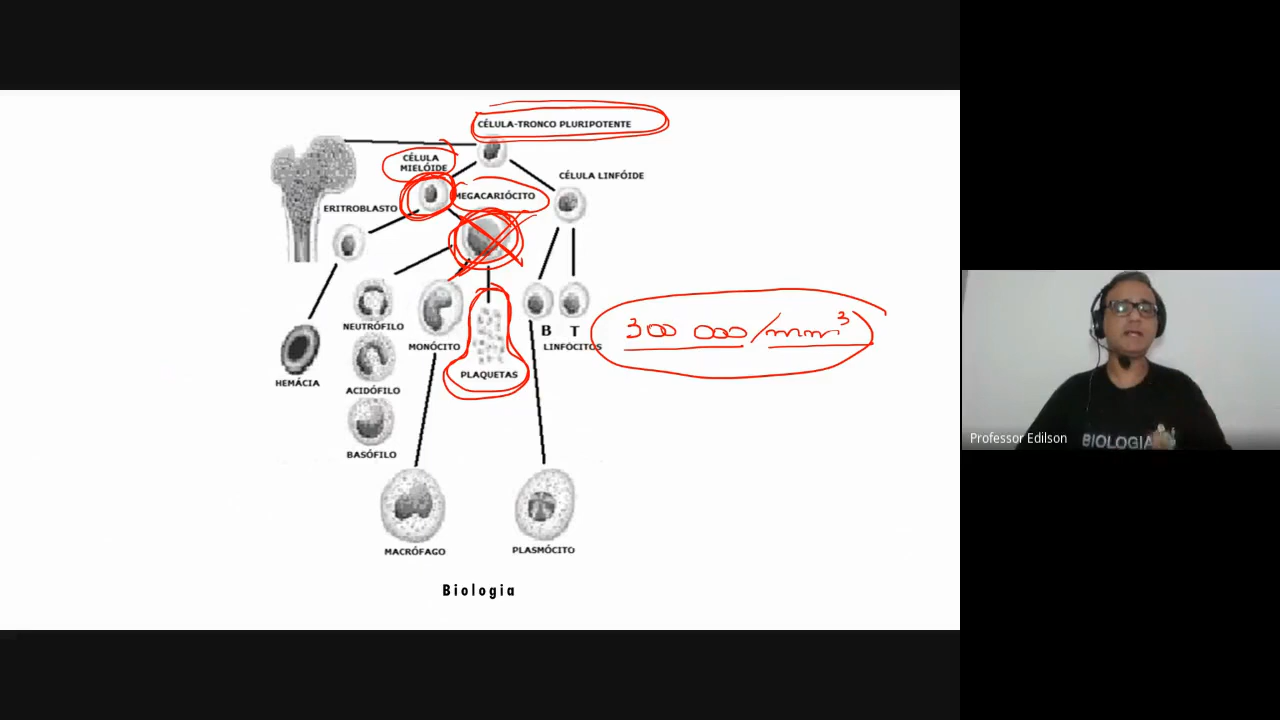 CÉLULA-TRONCO PLURIPOTENTE
CÉLULA
MIELÓIDE
CÉLULA LINFÓIDE
MEGACARIÓCITO
ERITROBLASTO
NEUTRÓFILO
MONÓCITO
B T
LINFÓCITOS
300 000/mm³
PLAQUETAS
HEMÁCIA
ACIDÓFILO
BASÓFILO
MACRÓFAGO
PLASMÓCITO
Biologia
Professor Edilson
BIOLOGIA